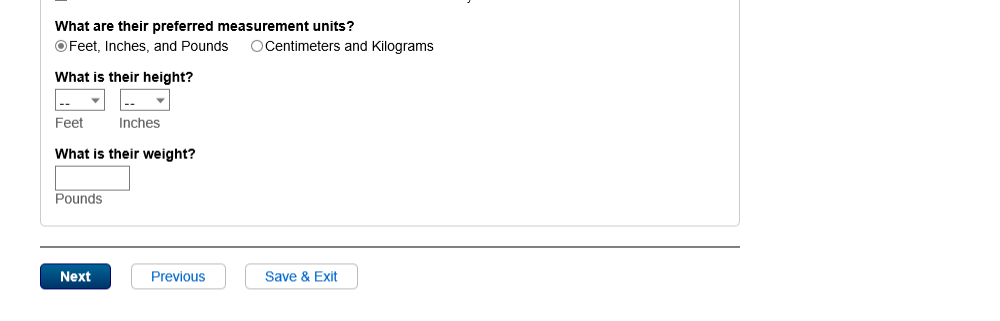 What are their preferred measurement units?
Feet, Inches, and Pounds Centimeters and Kilograms
What is their height?
-- --
Feet Inches
What is their weight?
Pounds
Next Previous Save & Exit